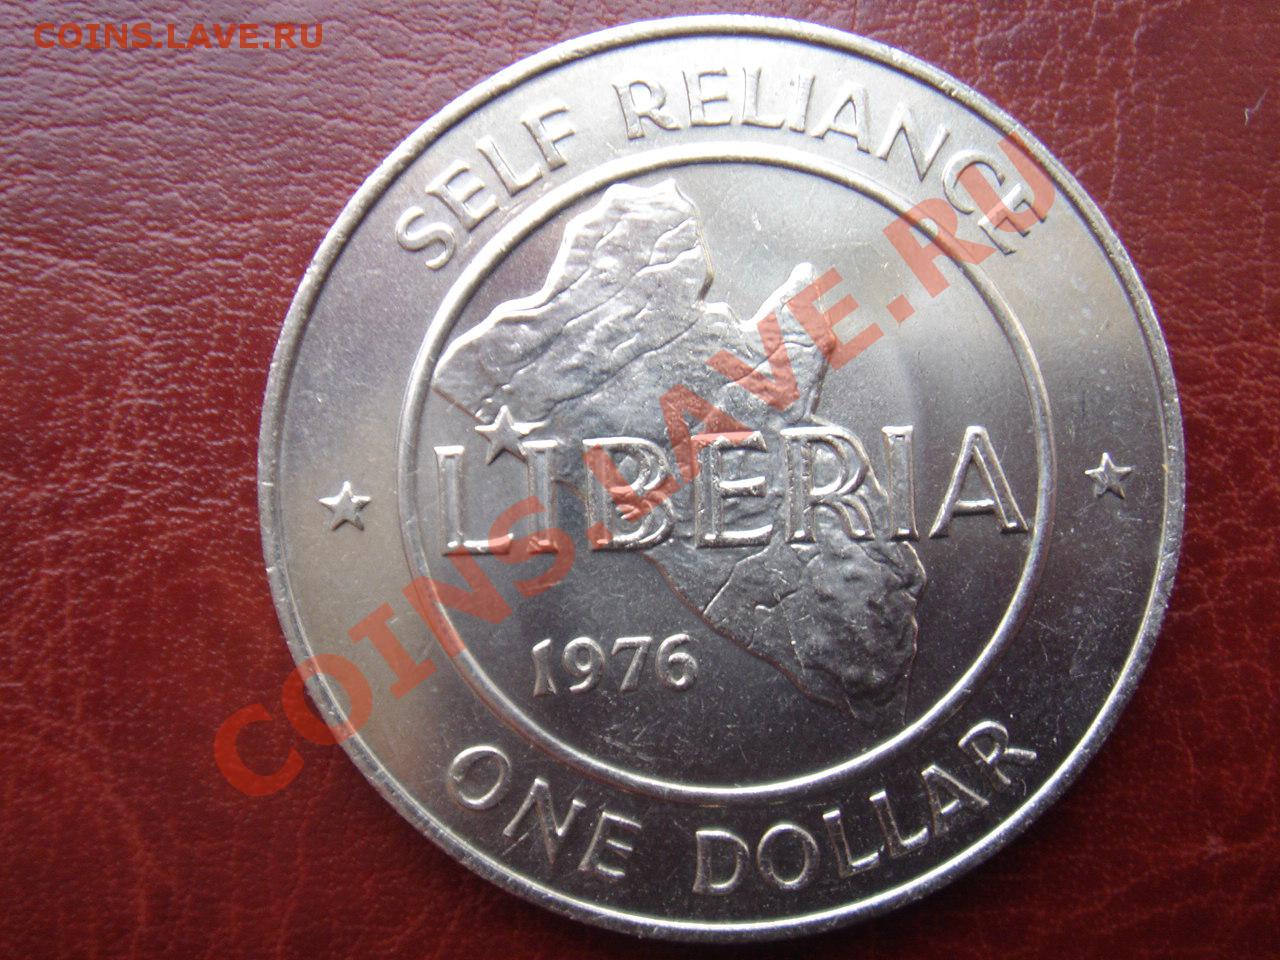 COINS.LAVE.RU
SELF RELIANCE
LIBERIA
1976
ONE DOLLAR
COINS.LAVE.RU